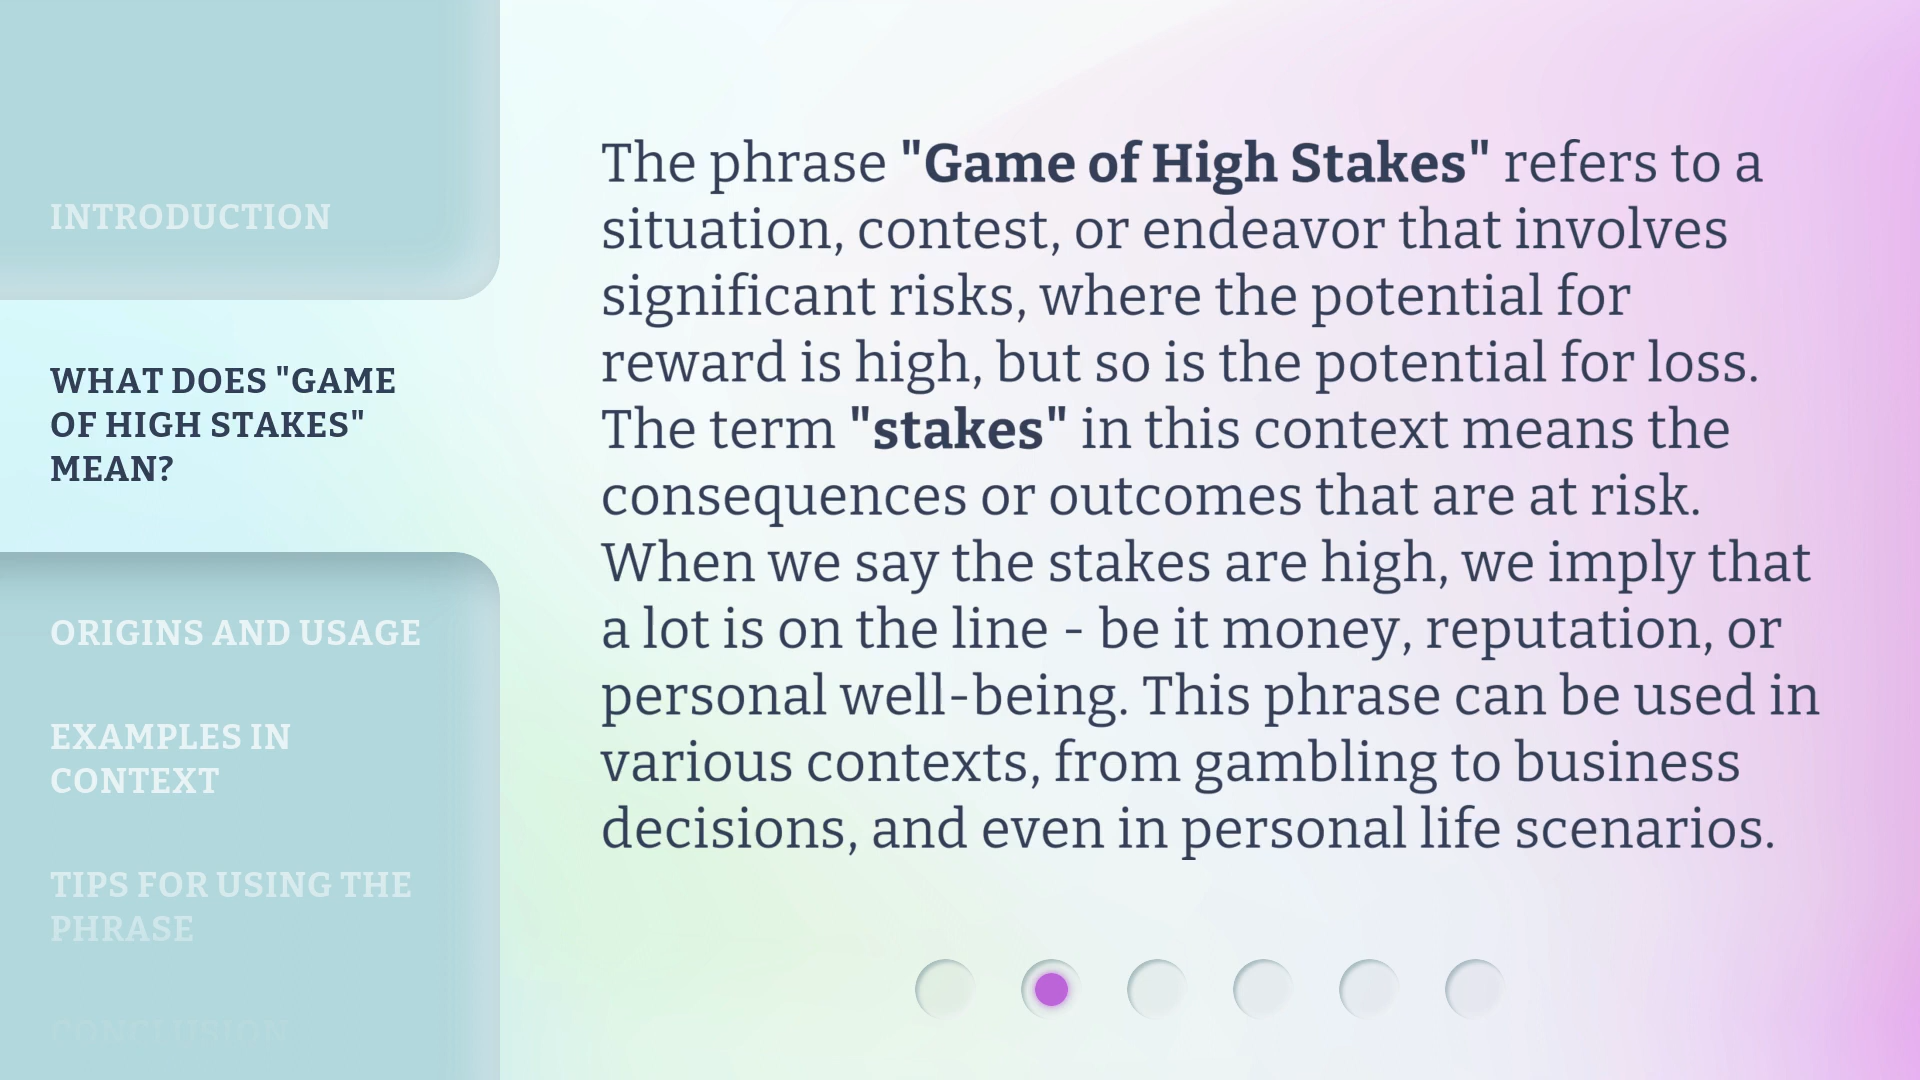 INTRODUCTION
WHAT DOES "GAME
OF HIGH STAKES"
MEAN?
ORIGINS AND USAGE
EXAMPLES IN
CONTEXT
TIPS FOR USING THE
PHRASE
CONCLUSION
The phrase "Game of High Stakes" refers to a
situation, contest, or endeavor that involves
significant risks, where the potential for
reward is high, but so is the potential for loss.
The term "stakes" in this context means the
consequences or outcomes that are at risk.
When we say the stakes are high, we imply that
a lot is on the line - be it money, reputation, or
personal well-being. This phrase can be used in
various contexts, from gambling to business
decisions, and even in personal life scenarios.